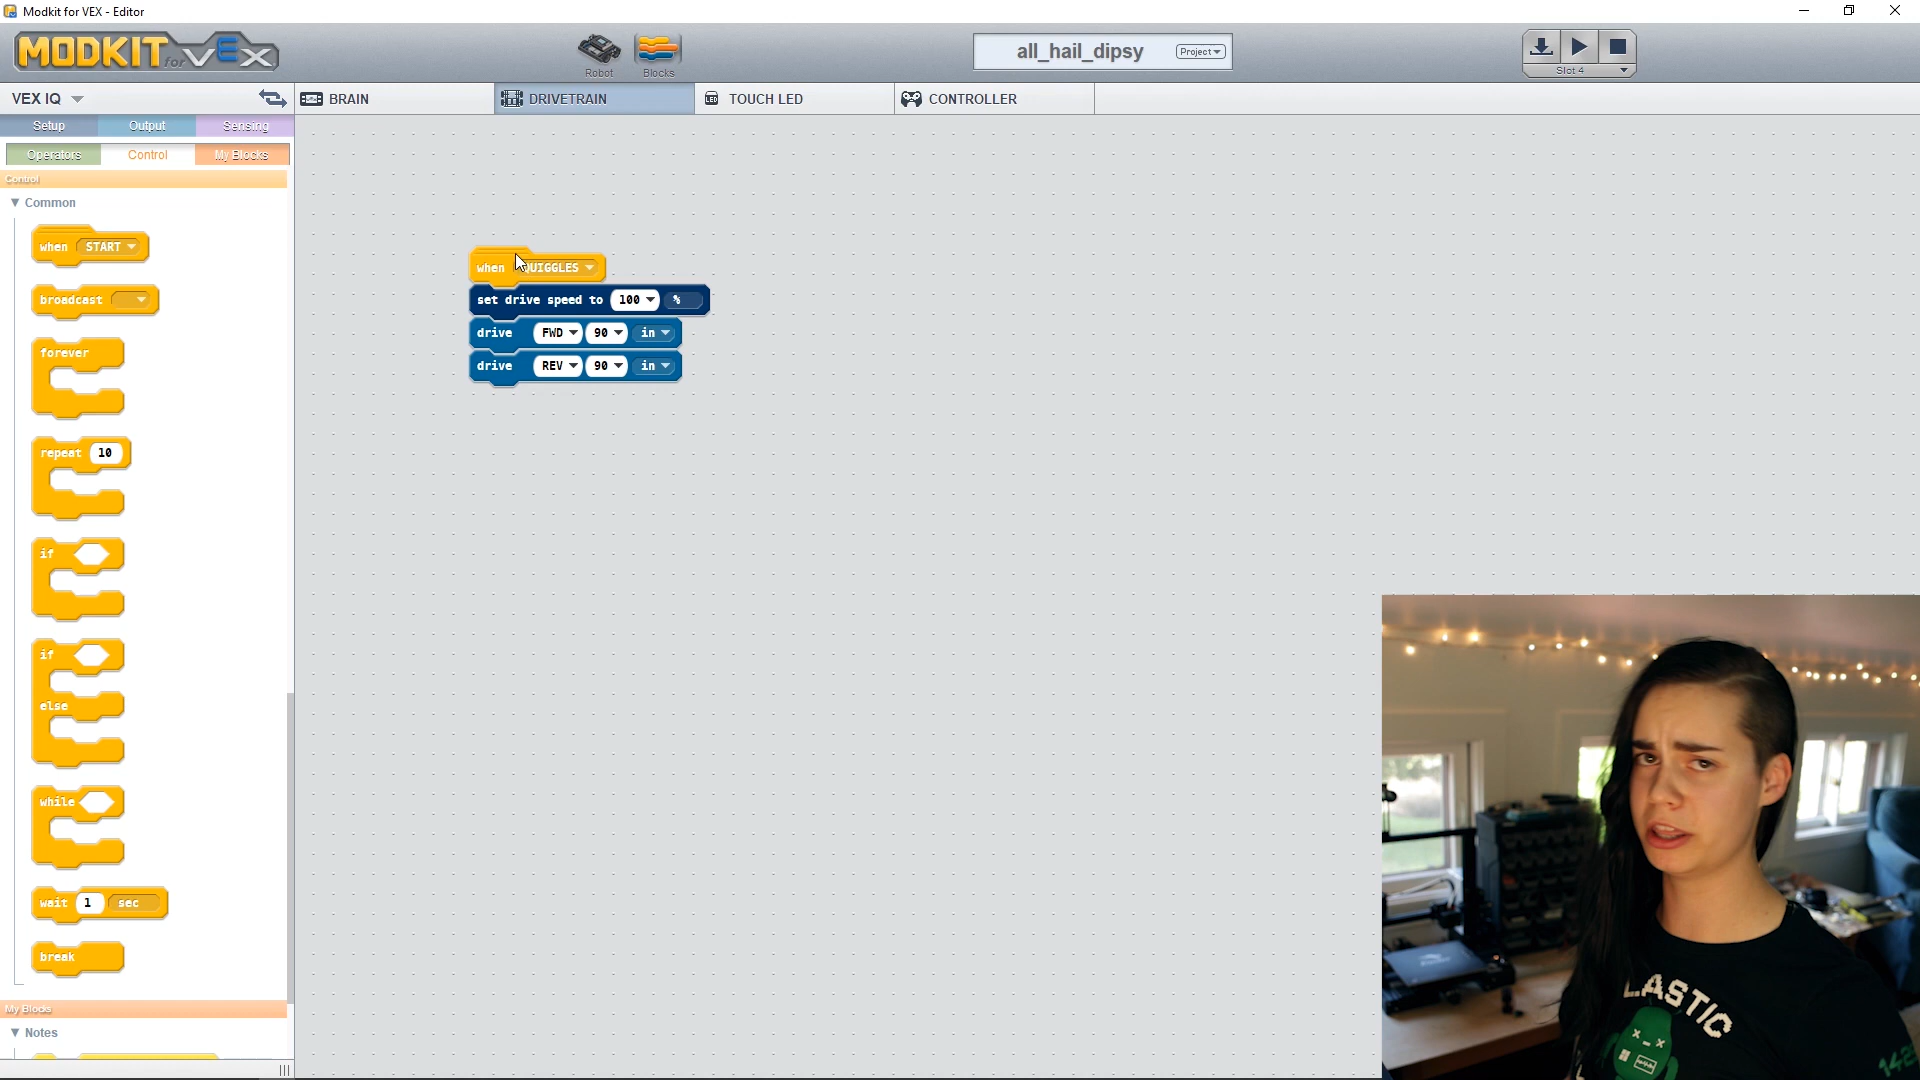 Modkit for VEX - Editor
MODKIT for vEX
Robot
Blocks
all_hail_dipsy
Project
Slot 4
VEX IQ
BRAIN
DRIVETRAIN
LED
TOUCH LED
CONTROLLER
Setup
Output
Sensing
Operators
Control
My Blocks
Control
Common
when START
broadcast
forever
repeat 10
if
if
else
while
wait 1 sec
break
My Blocks
Notes
when UIGGLES
set drive speed to 100 %
drive FWD 90 in
drive REV 90 in
LASTIC